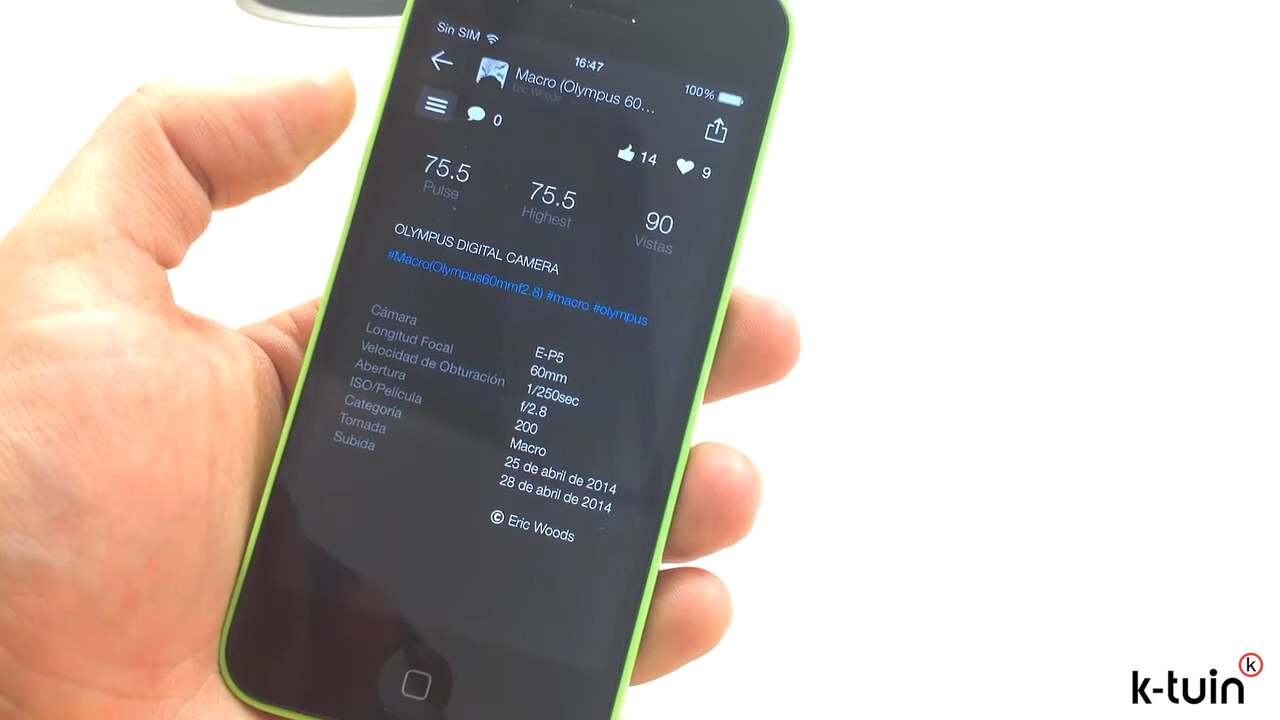 Sin SIM
16:47
100%
Macro (Olympus 60...
Eric Woods
0
14
9
75.5
Pulse
75.5
Highest
90
Vistas
OLYMPUS DIGITAL CAMERA
#Macro(Olympus60mmf2.8) #macro #olympus
Cámara E-P5
Longitud Focal 60mm
Velocidad de Obturación 1/250sec
Abertura f/2.8
ISO/Película 200
Categoría Macro
Tomada 25 de abril de 2014
Subida 28 de abril de 2014
© Eric Woods
k-tuin k